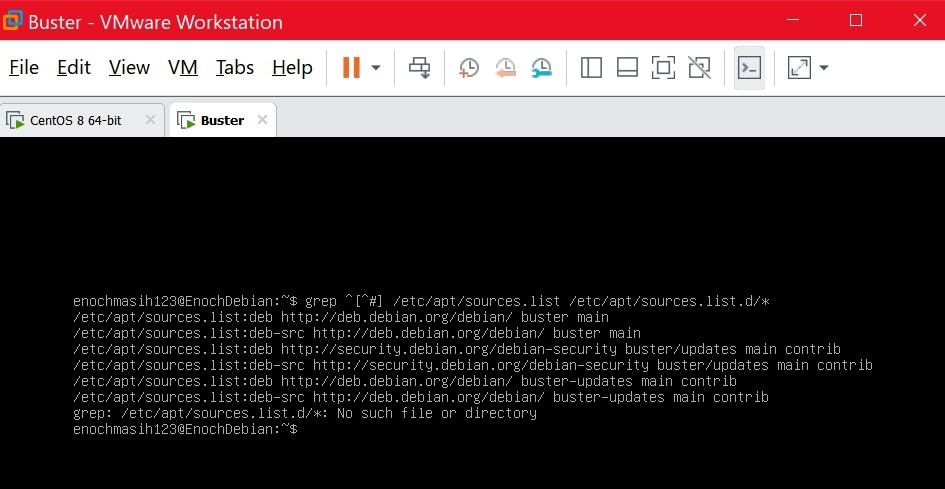 Buster - VMware Workstation
File Edit View VM Tabs Help
CentOS 8 64-bit Buster
enochmasih123@EnochDebian:~$ grep ^[^#] /etc/apt/sources.list /etc/apt/sources.list.d/*
/etc/apt/sources.list:deb http://deb.debian.org/debian/ buster main
/etc/apt/sources.list:deb-src http://deb.debian.org/debian/ buster main
/etc/apt/sources.list:deb http://security.debian.org/debian-security buster/updates main contrib
/etc/apt/sources.list:deb-src http://security.debian.org/debian-security buster/updates main contrib
/etc/apt/sources.list:deb http://deb.debian.org/debian/ buster-updates main contrib
/etc/apt/sources.list:deb-src http://deb.debian.org/debian/ buster-updates main contrib
grep: /etc/apt/sources.list.d/*: No such file or directory
enochmasih123@EnochDebian:~$